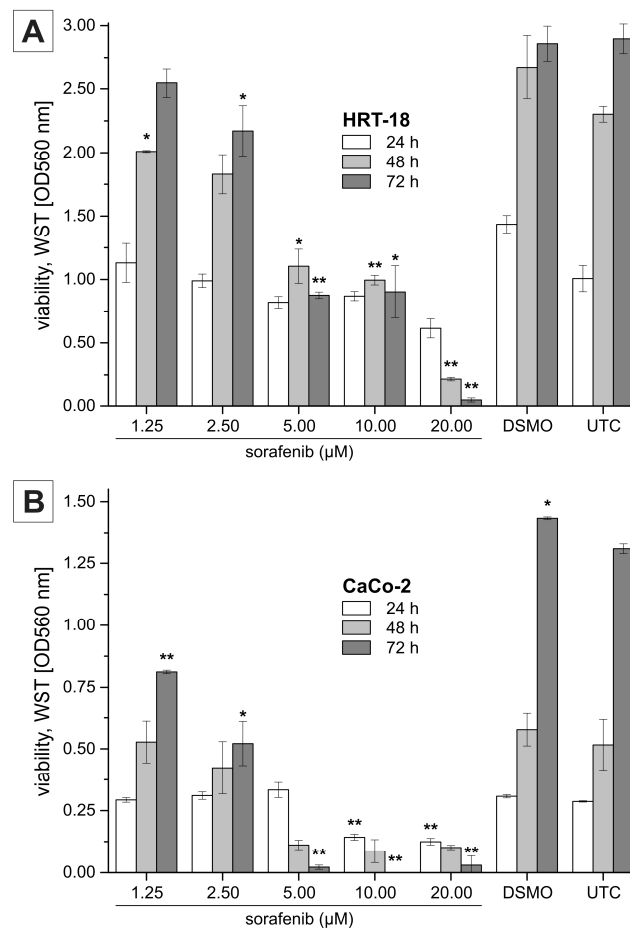 A
3.00
2.50
2.00
1.50
1.00
0.50
0.00
viability, WST [OD560 nm]
HRT-18
24 h
48 h
72 h
*
*
*
**
**
*
**
**
1.25 2.50 5.00 10.00 20.00 DSMO UTC
sorafenib (µM)
B
1.50
1.25
1.00
0.75
0.50
0.25
0.00
viability, WST [OD560 nm]
CaCo-2
24 h
48 h
72 h
**
*
**
**
**
**
**
*
1.25 2.50 5.00 10.00 20.00 DSMO UTC
sorafenib (µM)